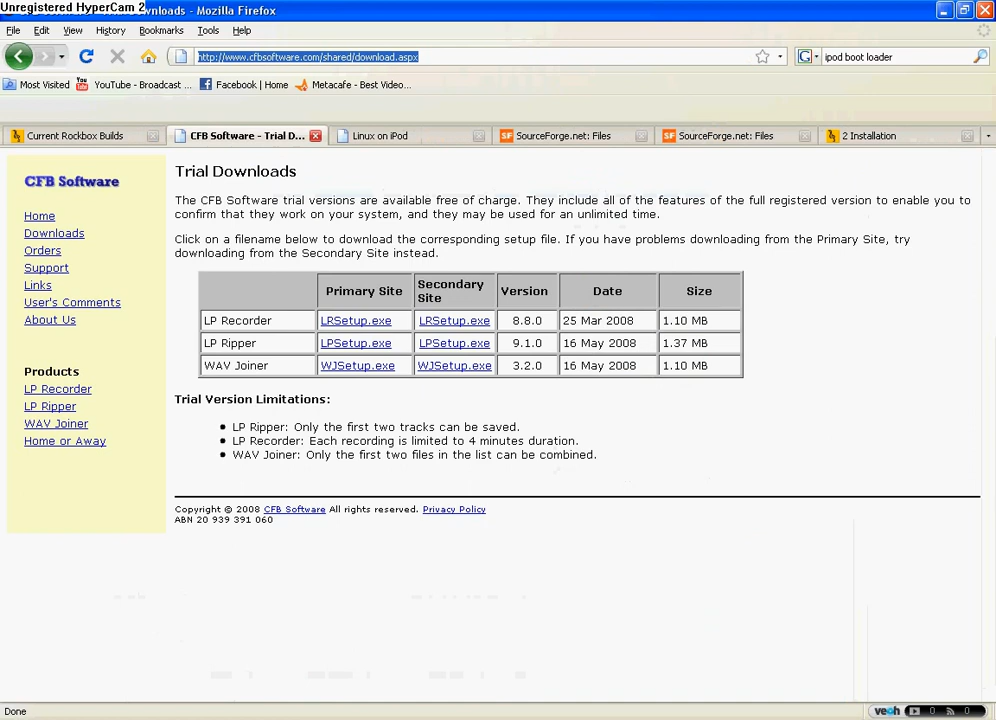 Unregistered HyperCam 2
ownloads - Mozilla Firefox
File Edit View History Bookmarks Tools Help
http://www.cfbsoftware.com/shared/download.aspx
ipod boot loader
Most Visited YouTube - Broadcast ... Facebook | Home Metacafe - Best Video...
Current Rockbox Builds CFB Software - Trial D... Linux on iPod SourceForge.net: Files SourceForge.net: Files 2 Installation
CFB Software
Home
Downloads
Orders
Support
Links
User's Comments
About Us
Products
LP Recorder
LP Ripper
WAV Joiner
Home or Away
Trial Downloads
The CFB Software trial versions are available free of charge. They include all of the features of the full registered version to enable you to
confirm that they work on your system, and they may be used for an unlimited time.
Click on a filename below to download the corresponding setup file. If you have problems downloading from the Primary Site, try
downloading from the Secondary Site instead.
Primary Site Secondary Site Version Date Size
LP Recorder LRSetup.exe LRSetup.exe 8.8.0 25 Mar 2008 1.10 MB
LP Ripper LPSetup.exe LPSetup.exe 9.1.0 16 May 2008 1.37 MB
WAV Joiner WJSetup.exe WJSetup.exe 3.2.0 16 May 2008 1.10 MB
Trial Version Limitations:
LP Ripper: Only the first two tracks can be saved.
LP Recorder: Each recording is limited to 4 minutes duration.
WAV Joiner: Only the first two files in the list can be combined.
Copyright © 2008 CFB Software All rights reserved. Privacy Policy
ABN 20 939 391 060
Done
veoh 0 0